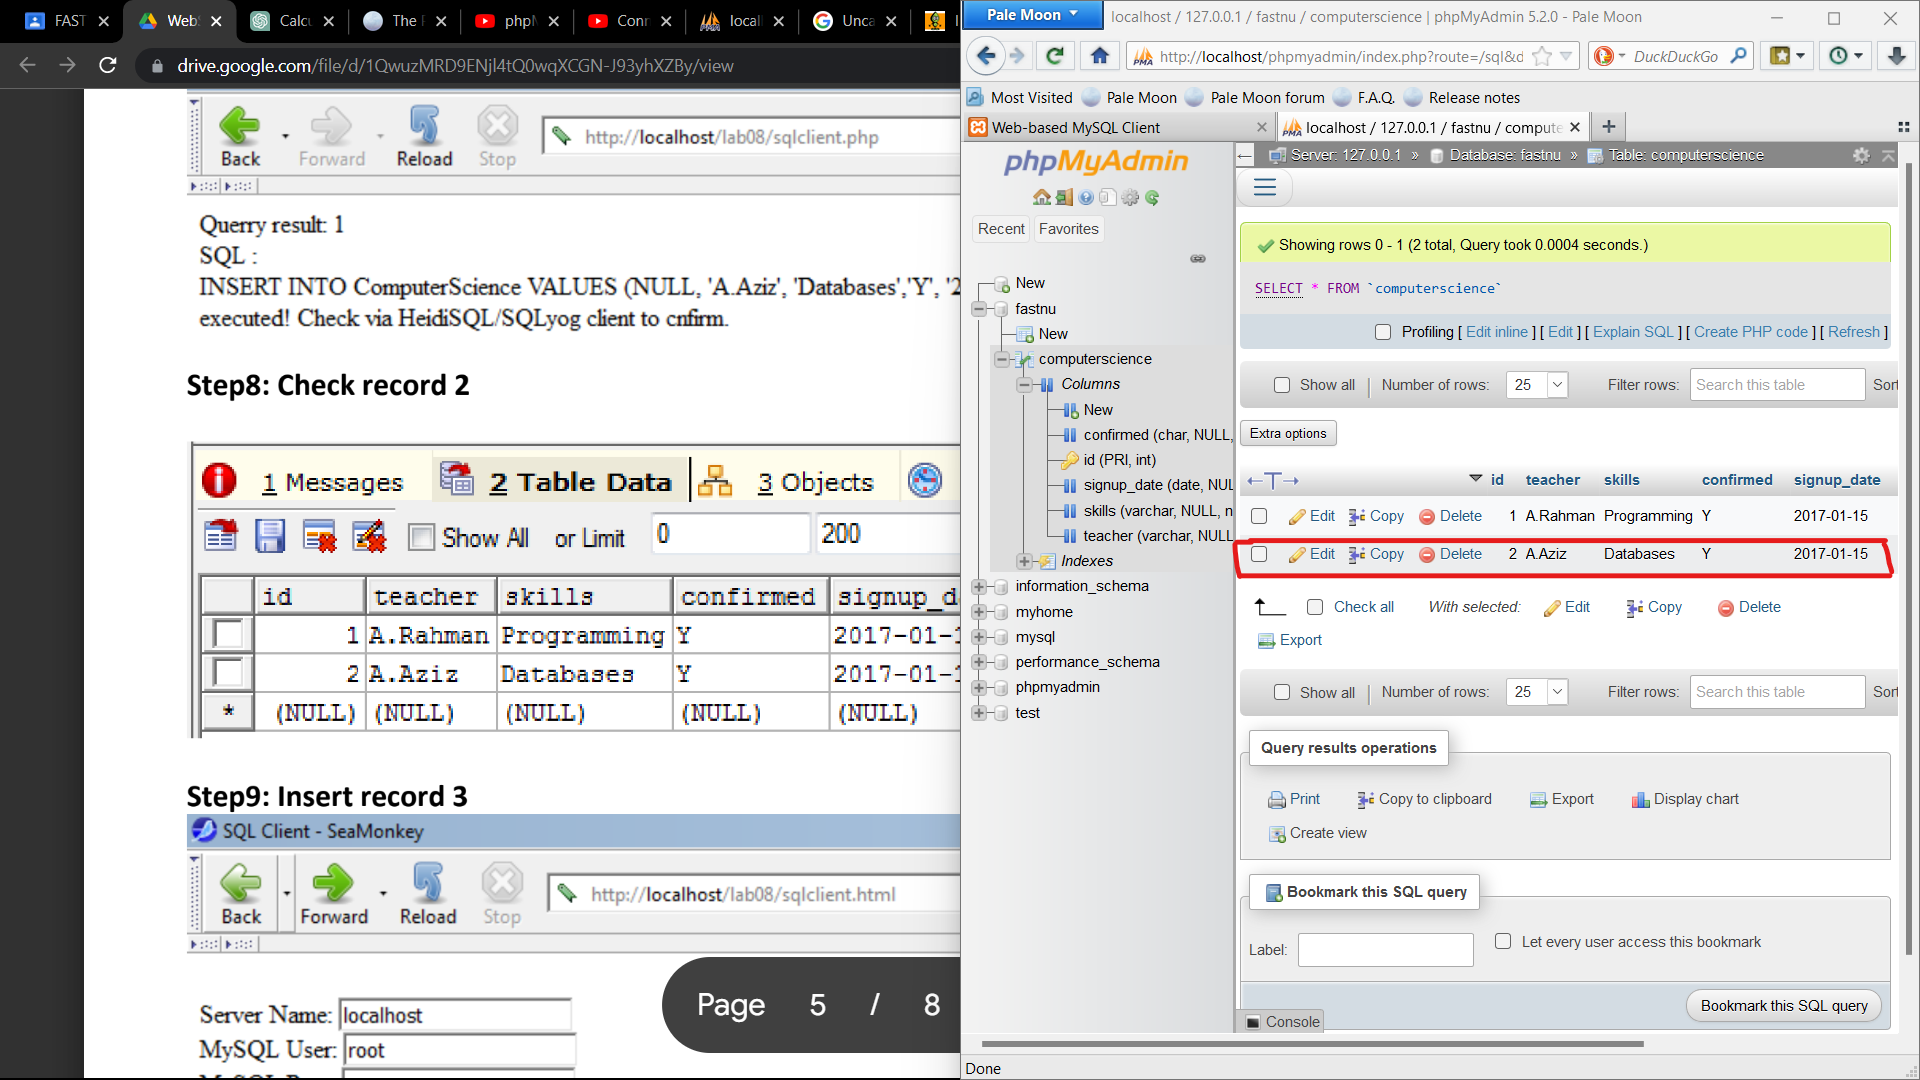 FAST
WebS
Calcu
The P
phpM
Conn
locall
Unca
drive.google.com/file/d/1QwuzMRD9ENjl4tQ0wqXCGN-J93yhXZBy/view
Back
Forward
Reload
Stop
http://localhost/lab08/sqlclient.php
Querry result: 1
SQL :
INSERT INTO ComputerScience VALUES (NULL, 'A.Aziz', 'Databases','Y', '2
executed! Check via HeidiSQL/SQLyog client to cnfirm.
Step8: Check record 2
1 Messages
2 Table Data
3 Objects
Show All or Limit 0 200
id teacher skills confirmed signup_d
1 A.Rahman Programming Y 2017-01-1
2 A.Aziz Databases Y 2017-01-1
* (NULL) (NULL) (NULL) (NULL) (NULL)
Step9: Insert record 3
SQL Client - SeaMonkey
Back
Forward
Reload
Stop
http://localhost/lab08/sqlclient.html
Server Name: localhost
MySQL User: root
Page 5 / 8
Pale Moon
localhost / 127.0.0.1 / fastnu / computerscience | phpMyAdmin 5.2.0 - Pale Moon
PMA http://localhost/phpmyadmin/index.php?route=/sql&d
DuckDuckGo
Most Visited
Pale Moon
Pale Moon forum
F.A.Q.
Release notes
Web-based MySQL Client
PMA localhost / 127.0.0.1 / fastnu / compute
phpMyAdmin
Recent
Favorites
New
fastnu
New
computerscience
Columns
New
confirmed (char, NULL,
id (PRI, int)
signup_date (date, NUL
skills (varchar, NULL, n
teacher (varchar, NULL
Indexes
information_schema
myhome
mysql
performance_schema
phpmyadmin
test
Server: 127.0.0.1 » Database: fastnu » Table: computerscience
Showing rows 0 - 1 (2 total, Query took 0.0004 seconds.)
SELECT * FROM `computerscience`
Profiling [ Edit inline ] [ Edit ] [ Explain SQL ] [ Create PHP code ] [ Refresh ]
Show all | Number of rows: 25 Filter rows: Search this table Sort
Extra options
←T→ id teacher skills confirmed signup_date
Edit Copy Delete 1 A.Rahman Programming Y 2017-01-15
Edit Copy Delete 2 A.Aziz Databases Y 2017-01-15
Check all With selected: Edit Copy Delete
Export
Show all | Number of rows: 25 Filter rows: Search this table Sort
Query results operations
Print Copy to clipboard Export Display chart
Create view
Bookmark this SQL query
Label: Let every user access this bookmark
Bookmark this SQL query
Console
Done